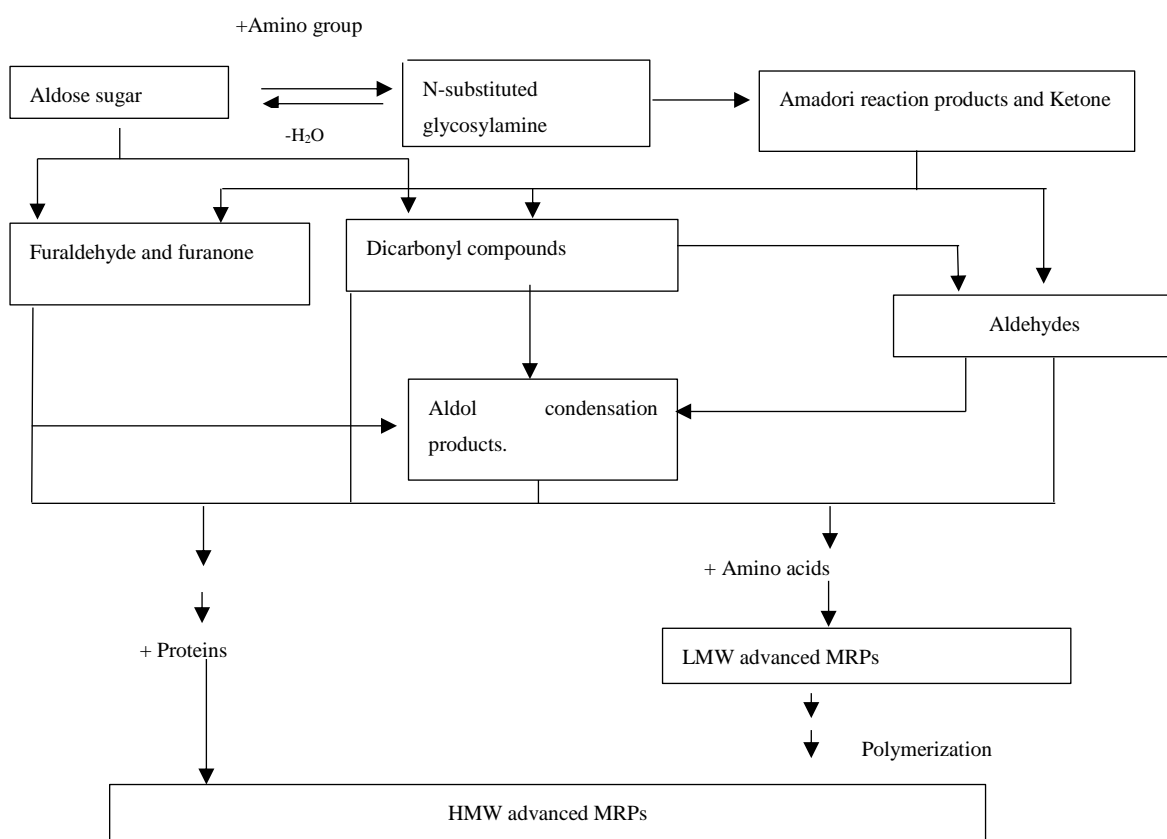 +Amino group
Aldose sugar
N-substituted
glycosylamine
Amadori reaction products and Ketone
-H₂O
Furaldehyde and furanone
Dicarbonyl compounds
Aldehydes
Aldol condensation
products.
+ Amino acids
+ Proteins
LMW advanced MRPs
Polymerization
HMW advanced MRPs